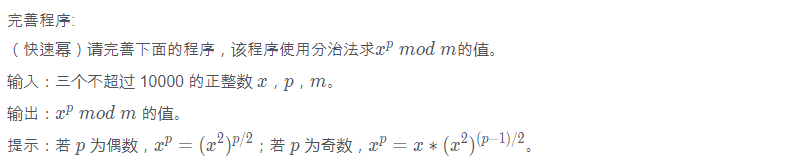 完善程序:
（快速幂）请完善下面的程序，该程序使用分治法求$x^p\ mod\ m$的值。
输入：三个不超过 10000 的正整数 $x$，$p$，$m$。
输出：$x^p\ mod\ m$ 的值。
提示：若 $p$ 为偶数，$x^p = (x^2)^{p/2}$；若 $p$ 为奇数，$x^p = x * (x^2)^{(p-1)/2}$。